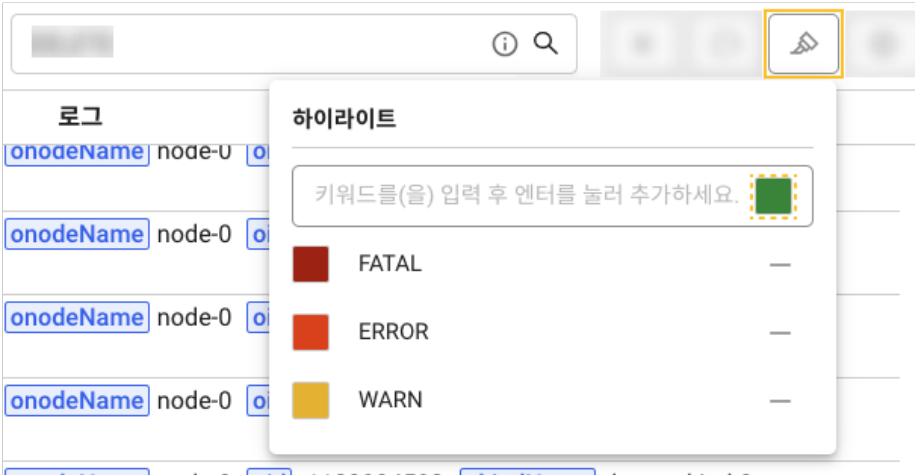 로그
하이라이트
onodeName node-0
키워드를(을) 입력 후 엔터를 눌러 추가하세요.
onodeName node-0
FATAL
onodeName node-0
ERROR
onodeName node-0
WARN